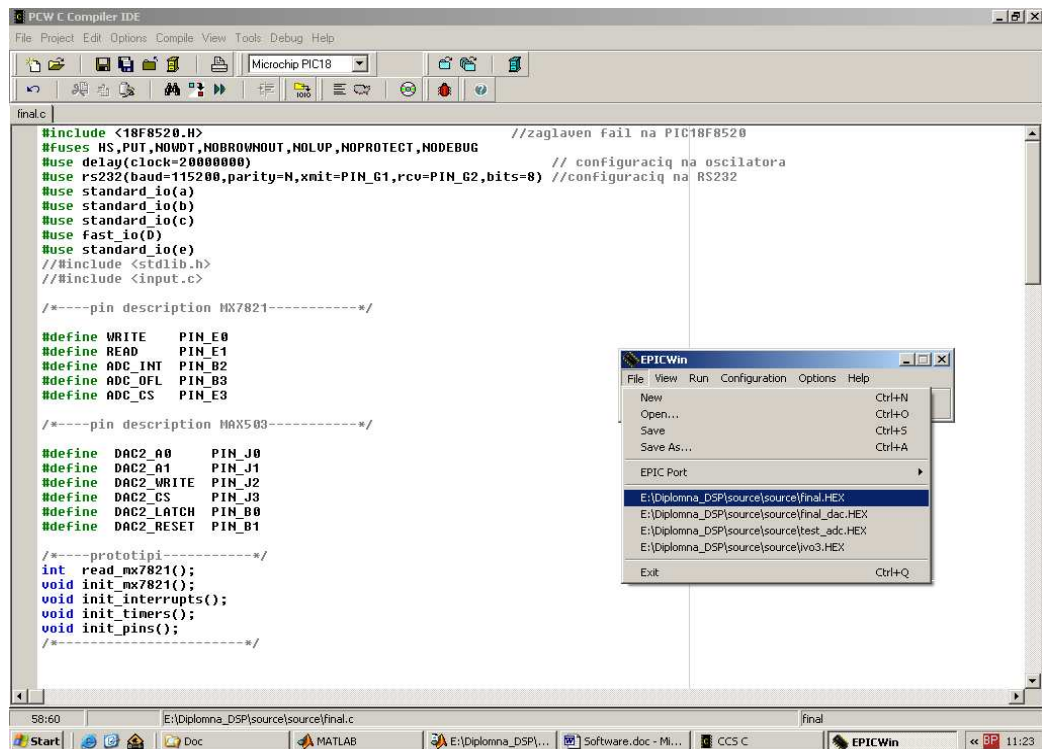 PCW C Compiler IDE
File Project Edit Options Compile View Tools Debug Help
Microchip PIC18
final.c
#include <18F8520.H> //zaglaven fail na PIC18F8520
#fuses HS,PUT,NOWDT,NOBROWNOUT,NOLVP,NOPROTECT,NODEBUG
#use delay(clock=20000000) // configuraciq na oscilatora
#use rs232(baud=115200,parity=N,xmit=PIN_G1,rcv=PIN_G2,bits=8) //configuraciq na RS232
#use standard_io(a)
#use standard_io(b)
#use standard_io(c)
#use fast_io(D)
#use standard_io(e)
//#include <stdlib.h>
//#include <input.c>
/*----pin description MX7821-----------*/
#define WRITE PIN_E0
#define READ PIN_E1
#define ADC_INT PIN_B2
#define ADC_OFL PIN_B3
#define ADC_CS PIN_E3
/*----pin description MAX503-----------*/
#define DAC2_A0 PIN_J0
#define DAC2_A1 PIN_J1
#define DAC2_WRITE PIN_J2
#define DAC2_CS PIN_J3
#define DAC2_LATCH PIN_B0
#define DAC2_RESET PIN_B1
/*----prototipi-----------*/
int read_mx7821();
void init_mx7821();
void init_interrupts();
void init_timers();
void init_pins();
/*-----------------------*/
EPICWin
File View Run Configuration Options Help
New Ctrl+N
Open... Ctrl+O
Save Ctrl+S
Save As... Ctrl+A
EPIC Port
E:\Diplomna_DSP\source\source\final.HEX
E:\Diplomna_DSP\source\source\final_dac.HEX
E:\Diplomna_DSP\source\source\test_adc.HEX
E:\Diplomna_DSP\source\source\ivo3.HEX
Exit Ctrl+Q
58:60 E:\Diplomna_DSP\source\source\final.c final
Start Doc MATLAB E:\Diplomna_DSP\... Software.doc - Mi... CCS C EPICWin « BP 11:23